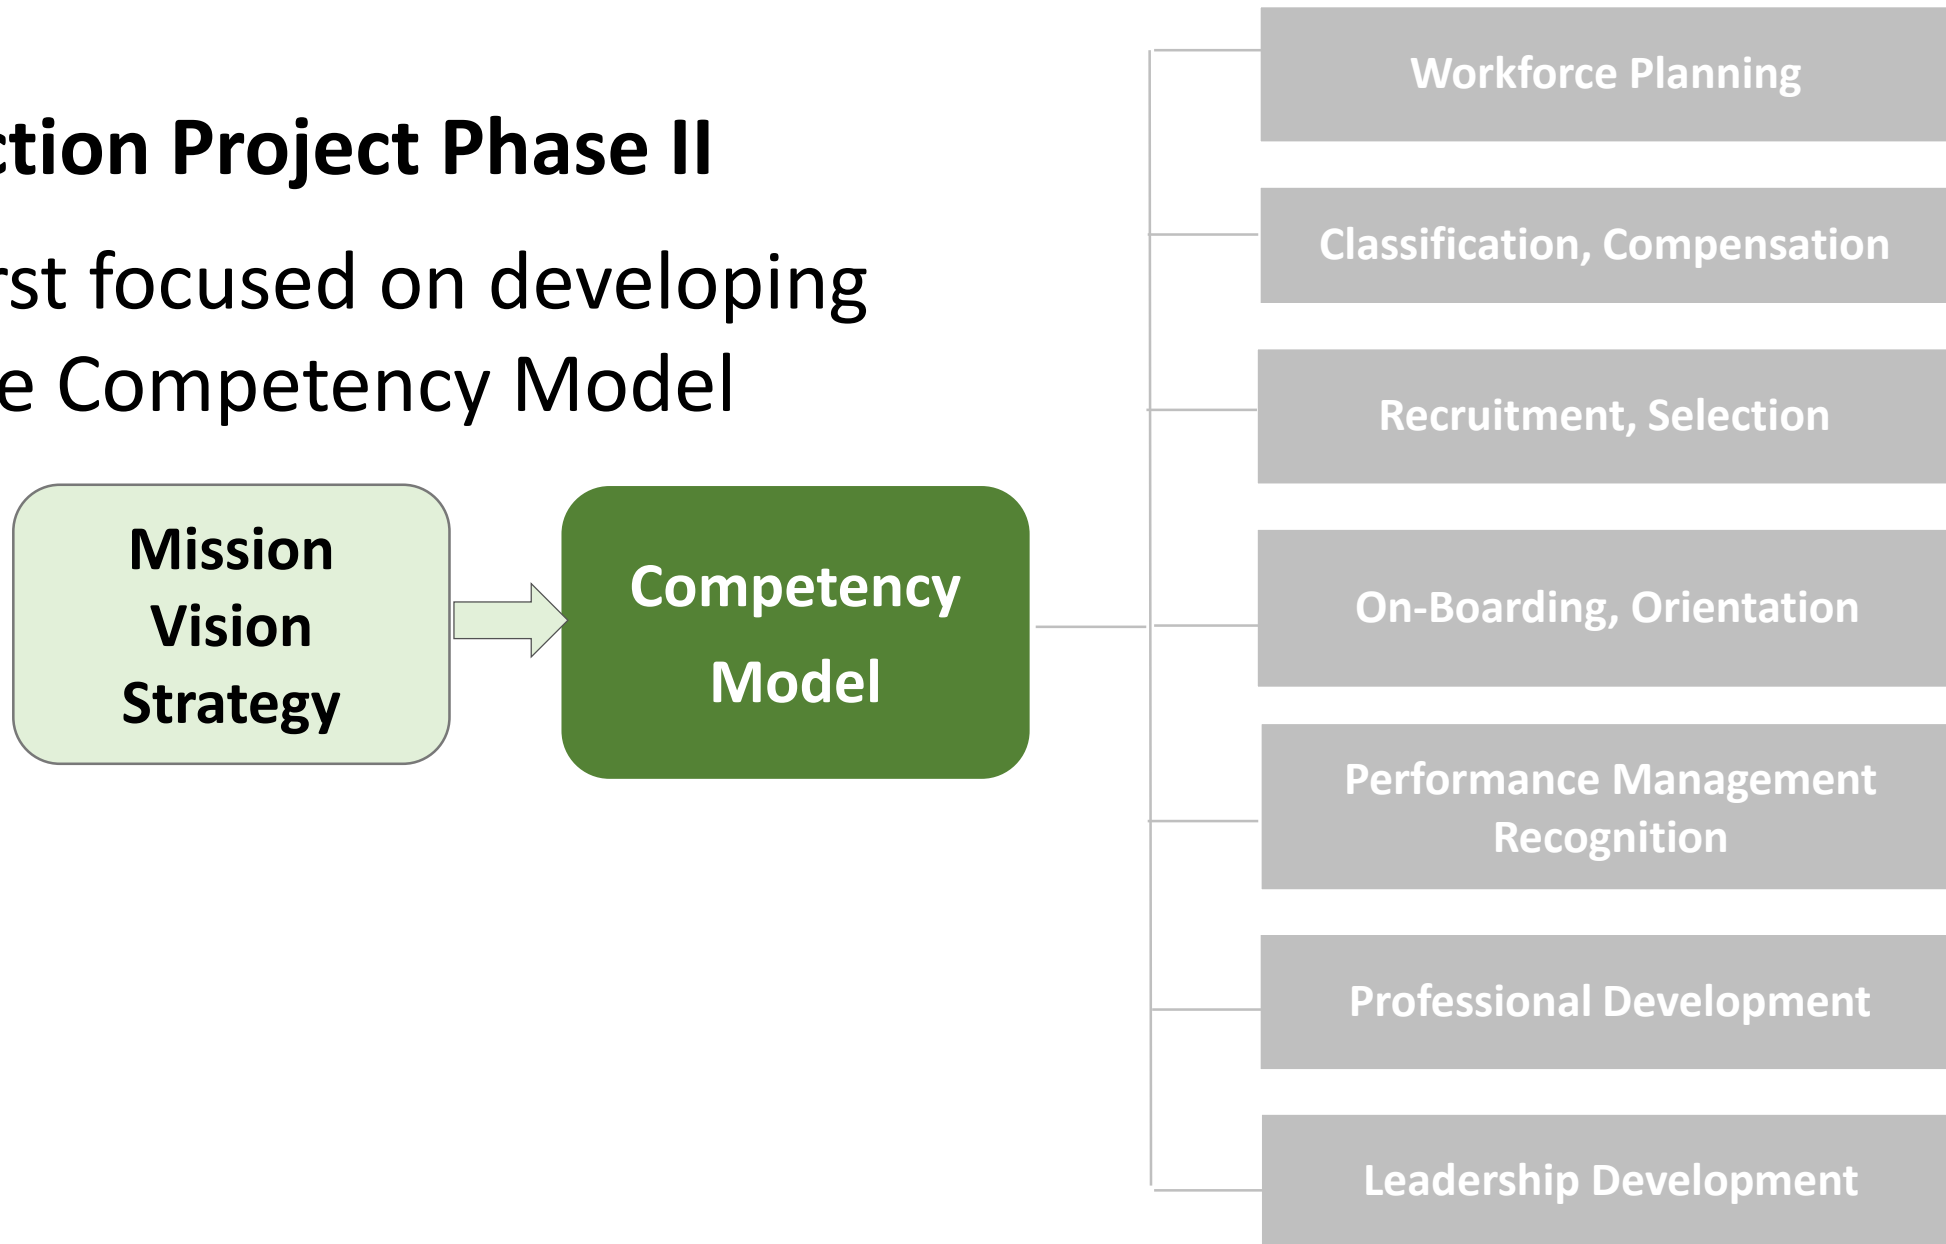 ction Project Phase II
rst focused on developing
e Competency Model
Mission
Vision
Strategy
Competency
Model
Workforce Planning
Classification, Compensation
Recruitment, Selection
On-Boarding, Orientation
Performance Management
Recognition
Professional Development
Leadership Development